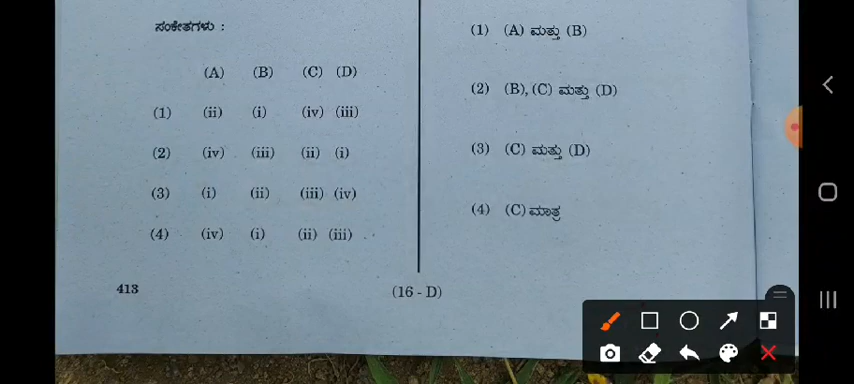 ಸಂಕೇತಗಳು :
(A) (B) (C) (D)
(1) (ii) (i) (iv) (iii)
(2) (iv) (iii) (ii) (i)
(3) (i) (ii) (iii) (iv)
(4) (iv) (i) (ii) (iii)
413
(1) (A) ಮತ್ತು (B)
(2) (B), (C) ಮತ್ತು (D)
(3) (C) ಮತ್ತು (D)
(4) (C) ಮಾತ್ರ
(16 - D)